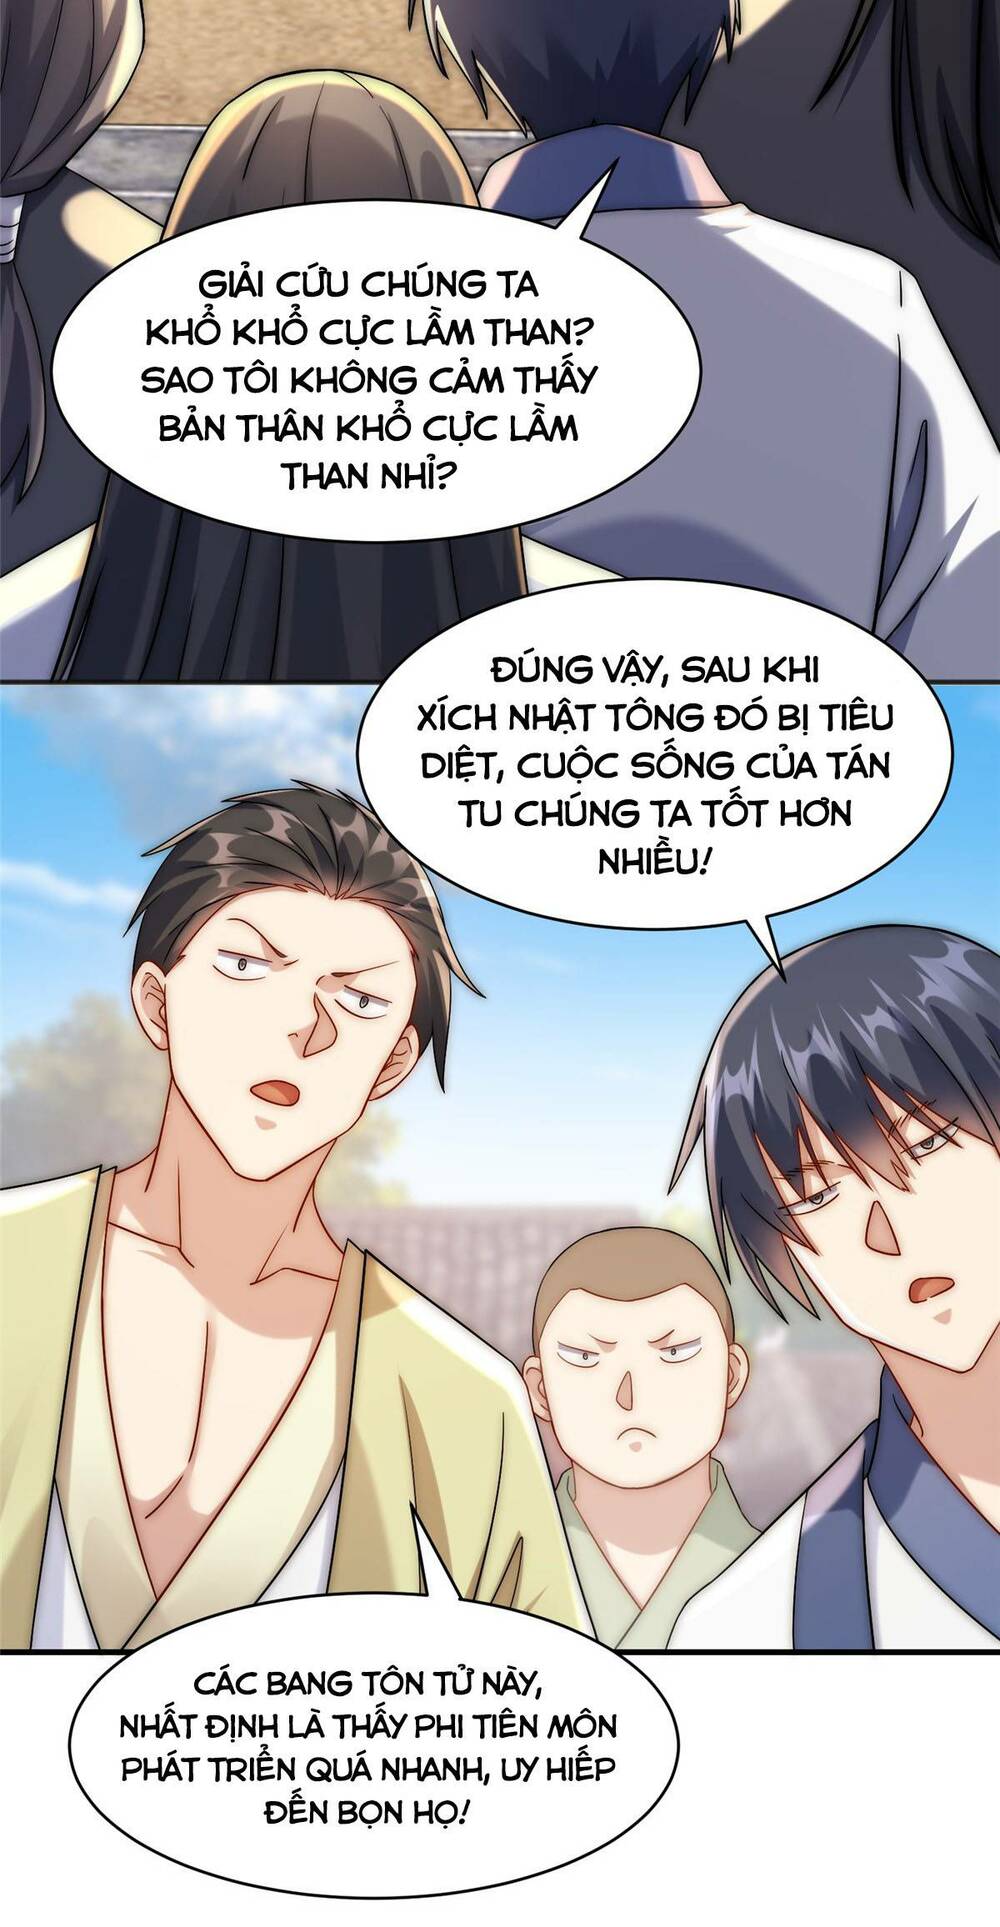 GIẢI CỨU CHÚNG TA
KHỔ KHỔ CỰC LẦM THAN?
SAO TÔI KHÔNG CẢM THẤY
BẢN THÂN KHỔ CỰC LẦM
THAN NHỈ?
ĐÚNG VẬY, SAU KHI
XÍCH NHẬT TÔNG ĐÓ BỊ TIÊU
DIỆT, CUỘC SỐNG CỦA TÁN
TU CHÚNG TA TỐT HƠN
NHIỀU!
CÁC BANG TÔN TỬ NÀY,
NHẤT ĐỊNH LÀ THẤY PHI TIÊN MÔN
PHÁT TRIỂN QUÁ NHANH, UY HIẾP
ĐẾN BỌN HỌ!